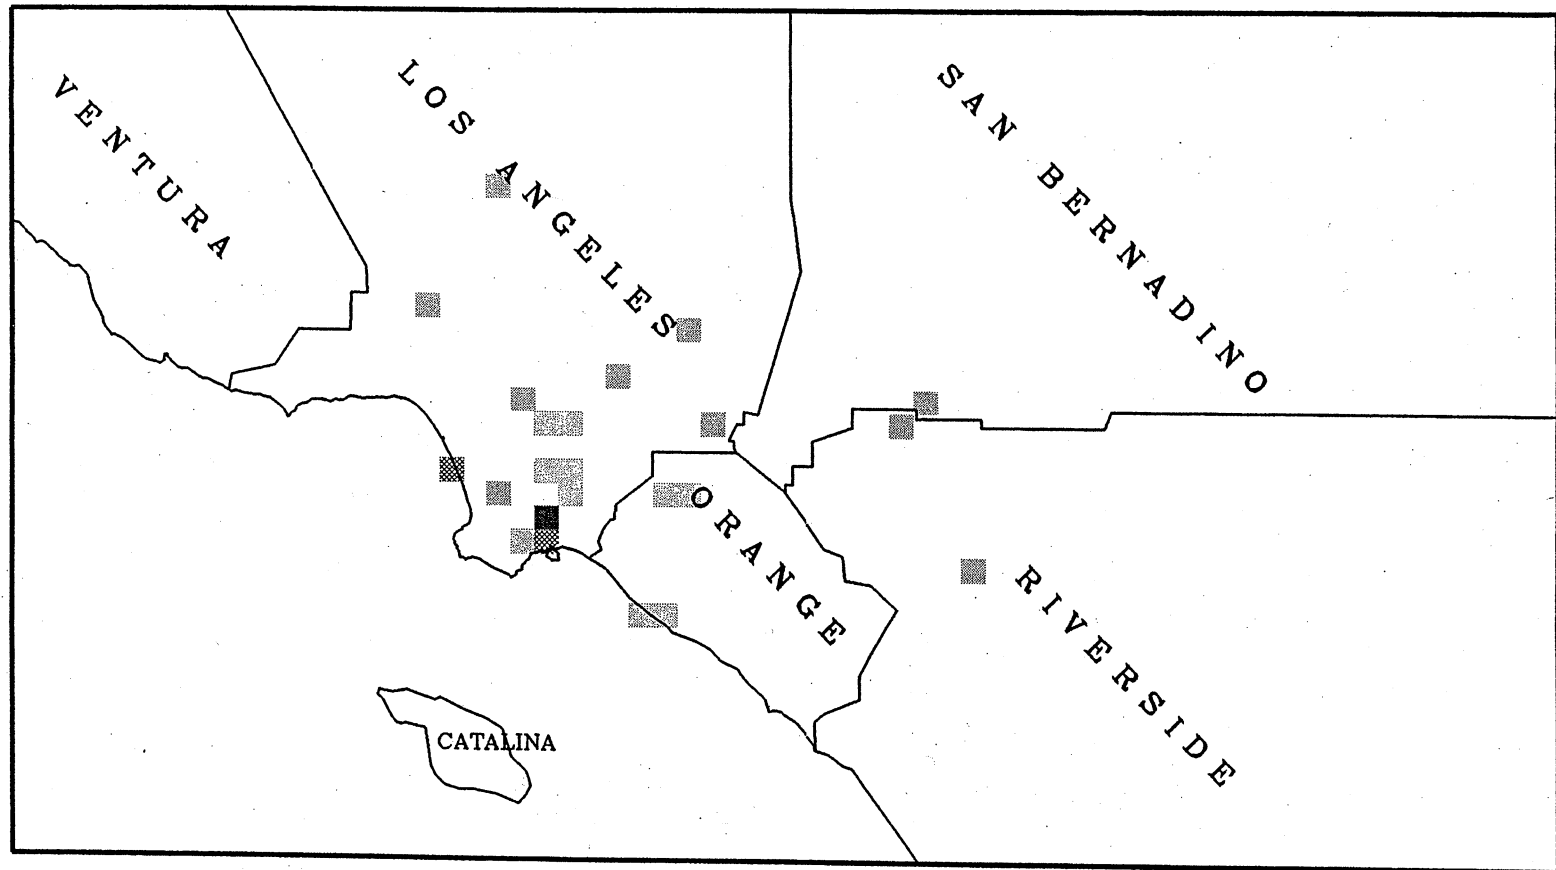 VENTURA
LOS ANGELES
SAN BERNADINO
ORANGE
RIVERSIDE
CATALINA